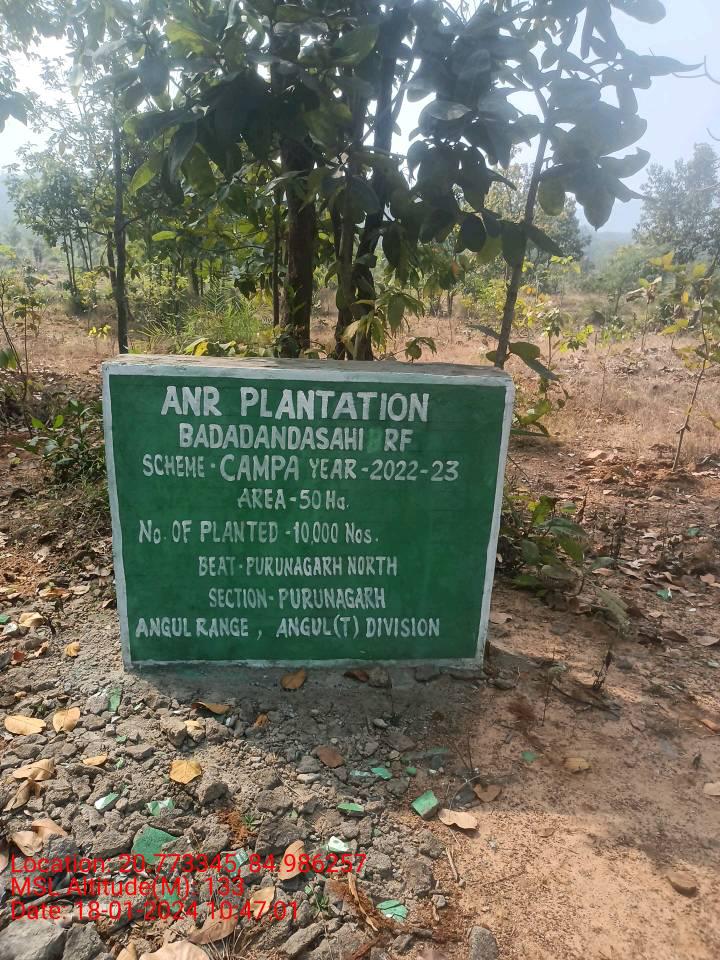 ANR PLANTATION
BADADANDASAHI RF
SCHEME - CAMPA YEAR - 2022-23
AREA - 50 Ha.
No. OF PLANTED - 10,000 Nos.
BEAT - PURUNAGARH NORTH
SECTION - PURUNAGARH
ANGUL RANGE , ANGUL(T) DIVISION
Location: 20.773345, 84.986257
MSL Altitude(M): 133
Date: 18-01-2024 10:47:01